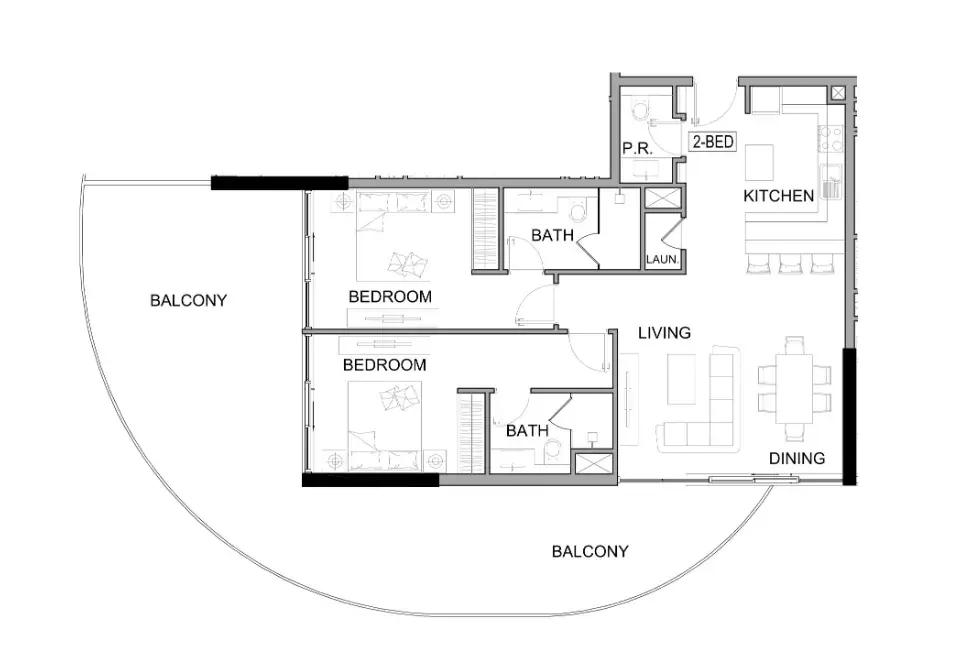 P.R.
2-BED
KITCHEN
BATH
LAUN.
BEDROOM
BALCONY
LIVING
BEDROOM
BATH
DINING
BALCONY